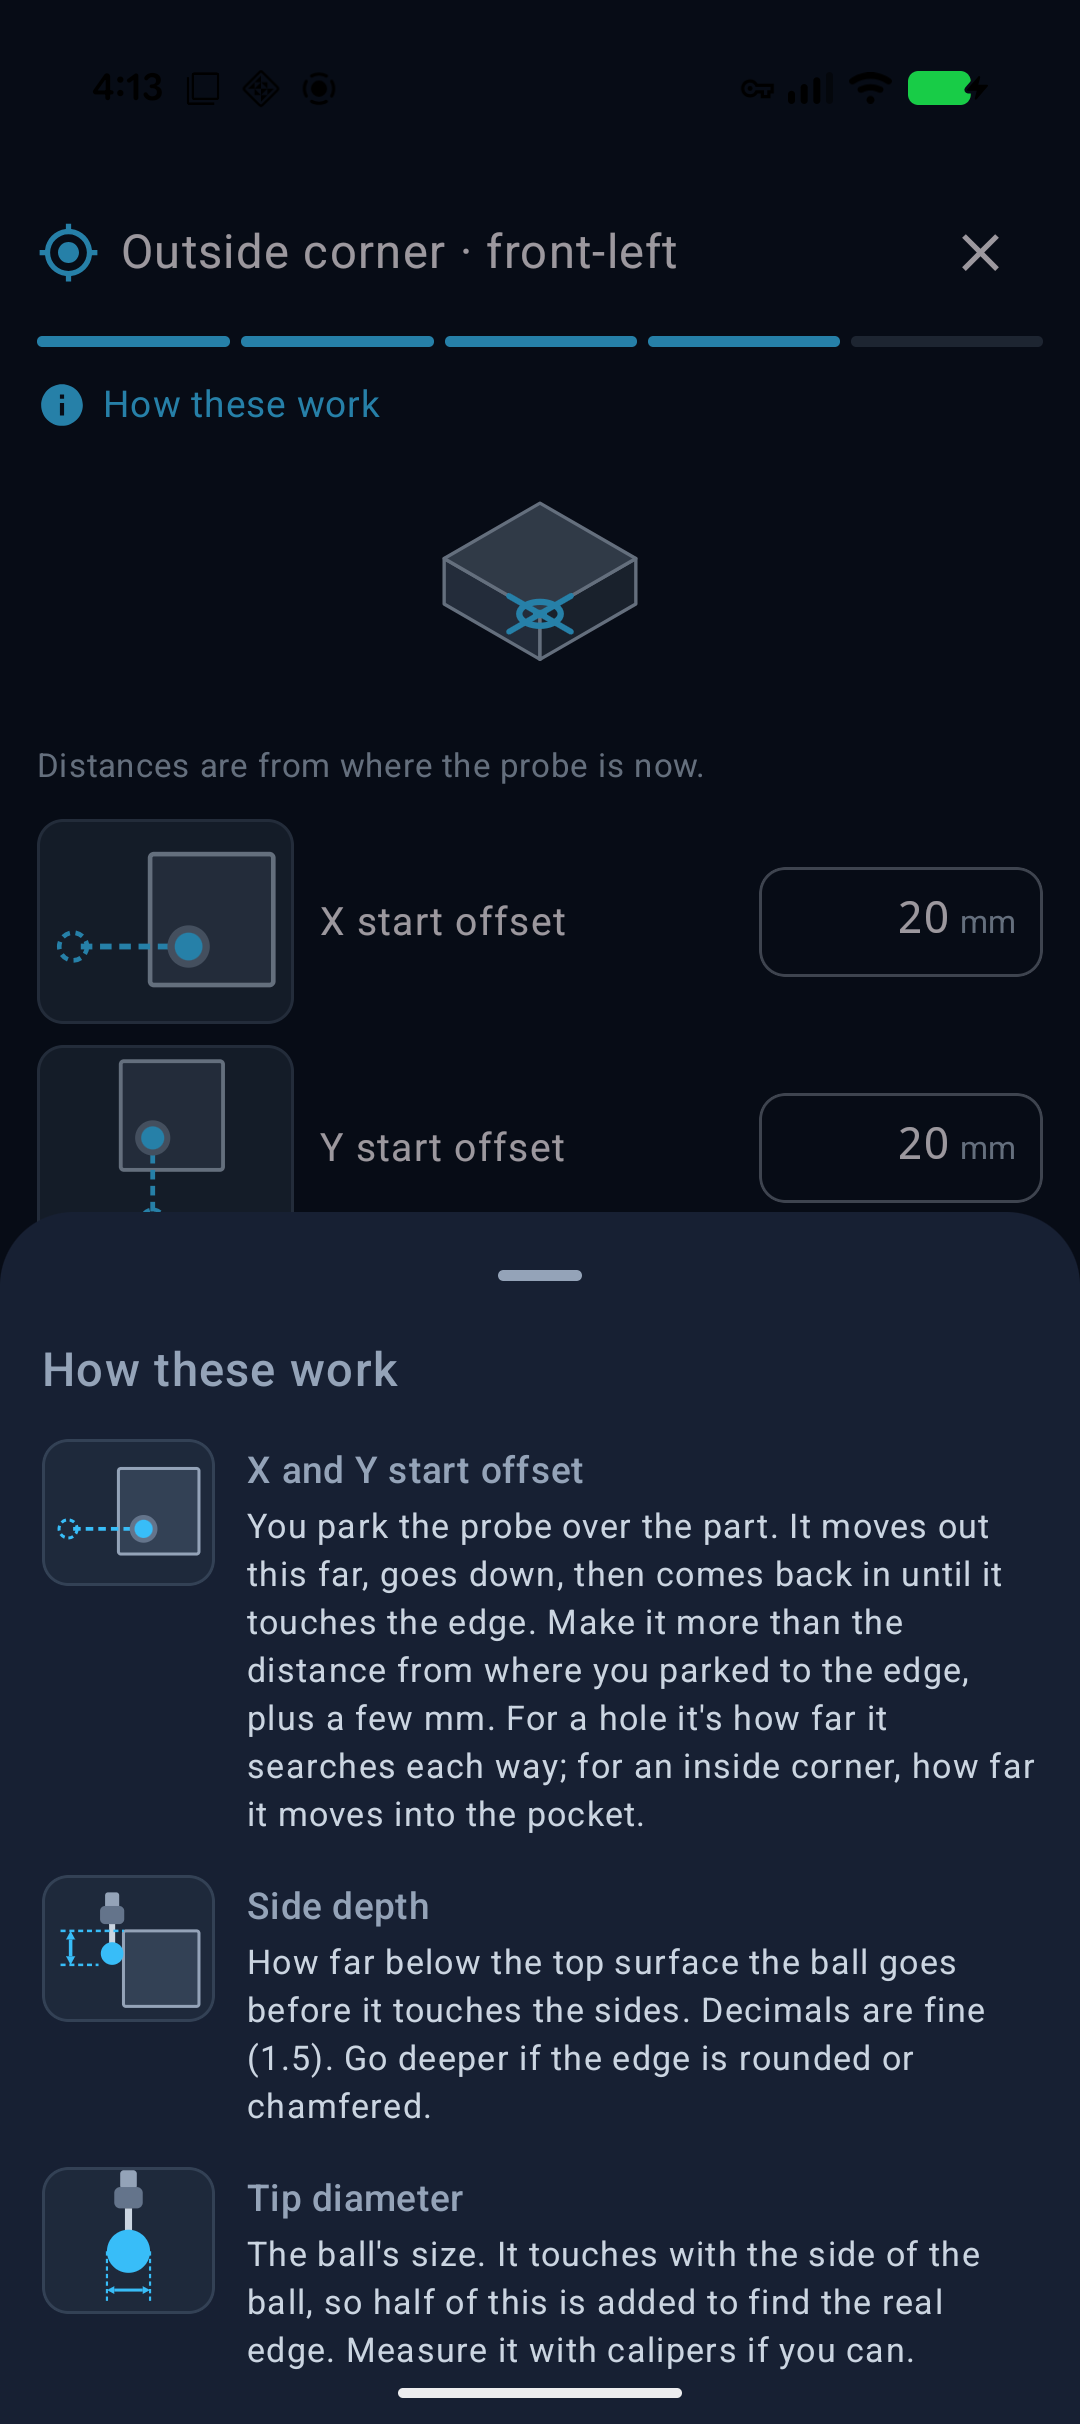 4:13
Outside corner · front-left
How these work
Distances are from where the probe is now.
X start offset
20 mm
Y start offset
20 mm
How these work
X and Y start offset
You park the probe over the part. It moves out
this far, goes down, then comes back in until it
touches the edge. Make it more than the
distance from where you parked to the edge,
plus a few mm. For a hole it's how far it
searches each way; for an inside corner, how far
it moves into the pocket.
Side depth
How far below the top surface the ball goes
before it touches the sides. Decimals are fine
(1.5). Go deeper if the edge is rounded or
chamfered.
Tip diameter
The ball's size. It touches with the side of the
ball, so half of this is added to find the real
edge. Measure it with calipers if you can.